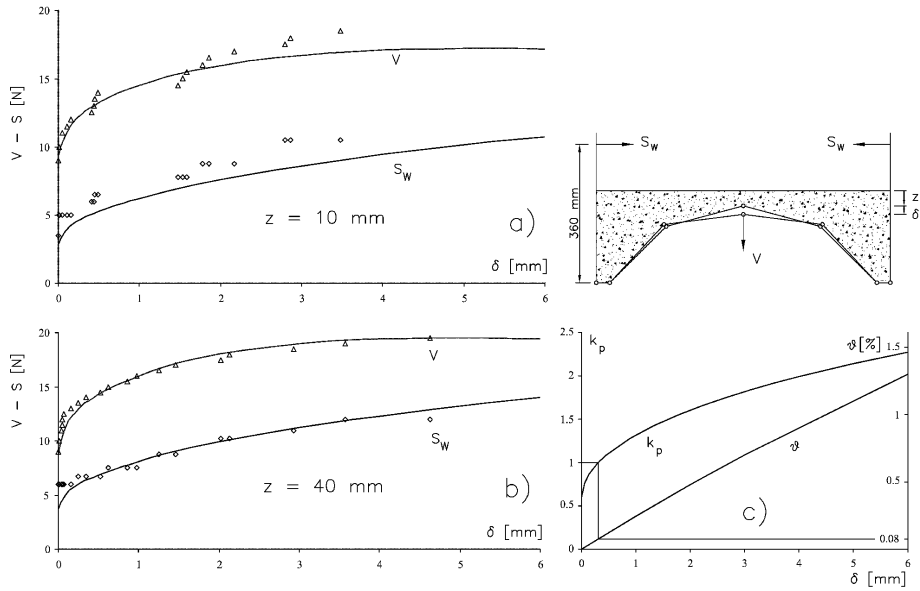 20
15
10
5
0
V – S [N]
V
S_W
z = 10 mm
a)
δ [mm]
0 1 2 3 4 5 6
S_W S_W
360 mm
z
δ
V
20
15
10
5
0
V – S [N]
V
S_W
z = 40 mm
b)
δ [mm]
0 1 2 3 4 5 6
2.5
2
1.5
1
0.5
0
k_p
ϑ [%]
1.5
1
0.5
0.08
k_p
ϑ
c)
0 1 2 3 4 5 6
δ [mm]